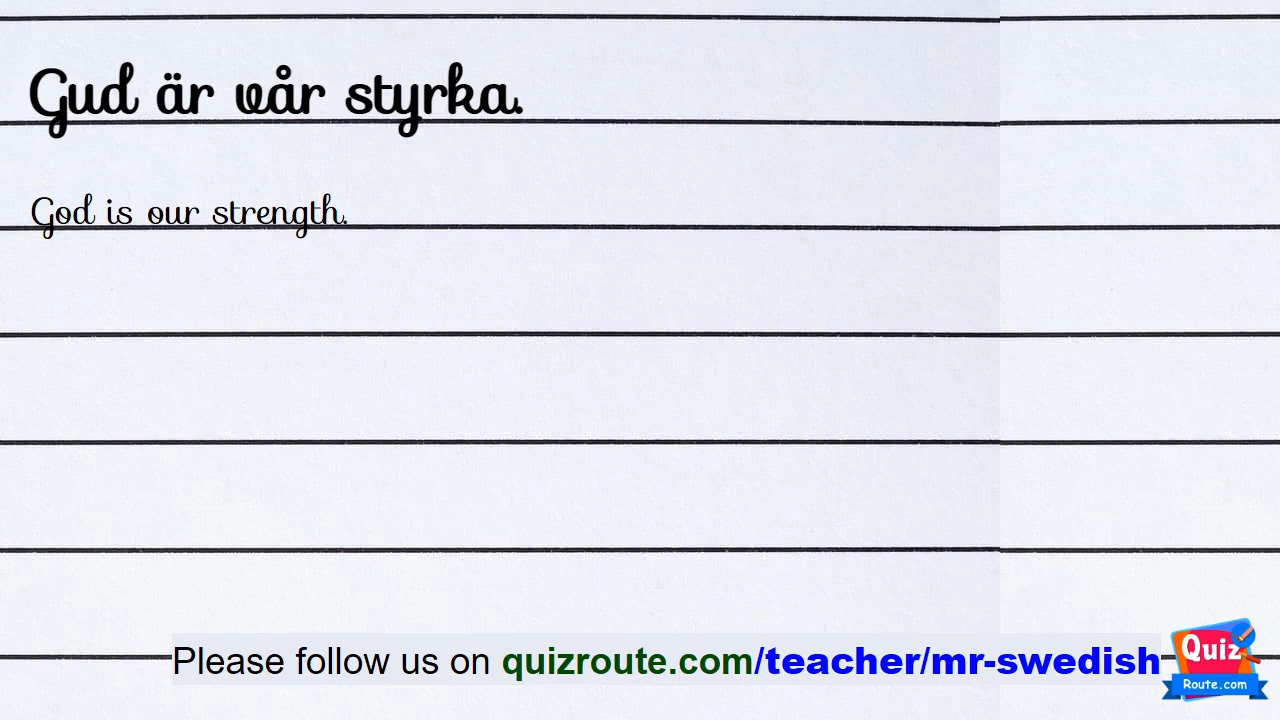 Gud är vår styrka.
God is our strength.
Please follow us on quizroute.com/teacher/mr-swedish
Quiz
Route.com